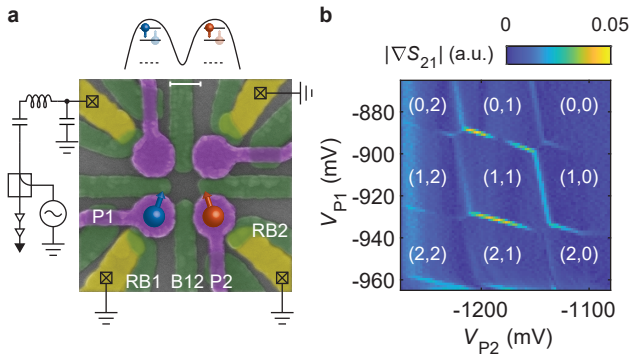 a
P1
RB1
B12
P2
RB2
b
|∇S21| (a.u.)
0
0.05
(0,2)
(0,1)
(0,0)
(1,2)
(1,1)
(1,0)
(2,2)
(2,1)
(2,0)
-880
-900
-920
-940
-960
VP1 (mV)
-1200
-1100
VP2 (mV)